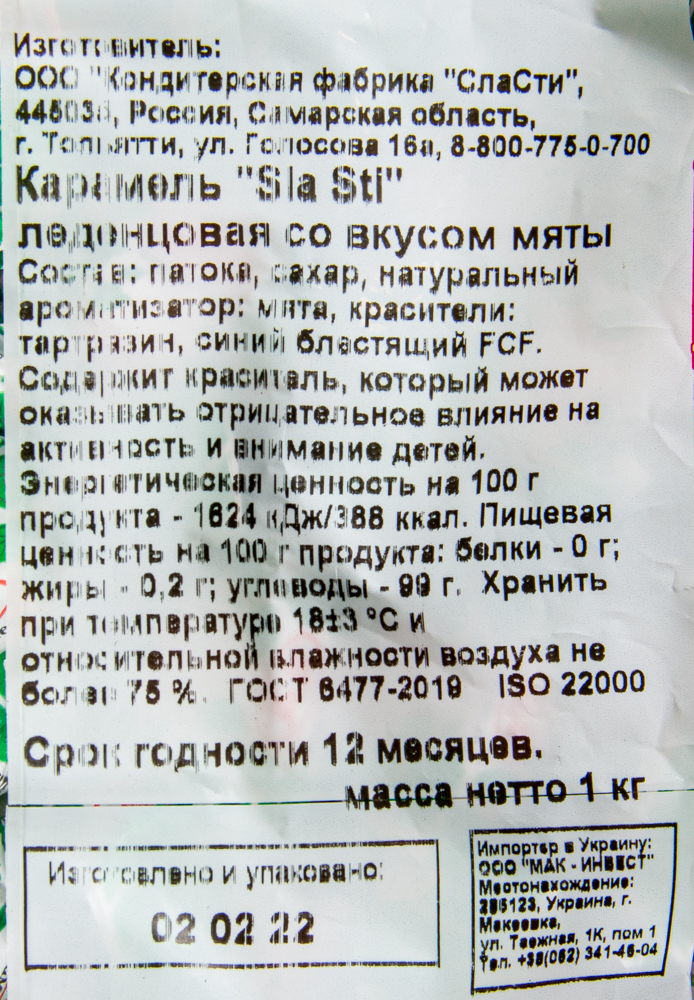 Изготовитель:
ООО "Кондитерская фабрика "СлаСти",
Россия, Самарская область,
г. Тольятти, ул. Голосова 16а, 8-800-775-0-700
Карамель "Sla Sti"
леденцовая со вкусом мяты
Состав: патока, сахар, натуральный
ароматизатор: мята, красители:
тартразин, синий блестящий FCF.
Содержит краситель, который может
оказывать отрицательное влияние на
активность и внимание детей.
Энергетическая ценность на 100 г
продукта - 1624 кДж/388 ккал. Пищевая
ценность на 100 г продукта: белки - 0 г;
жиры - 0,2 г; углеводы - 99 г. Хранить
при температуре 18±3 °C и
относительной влажности воздуха не
более 75 %. ГОСТ 6477-2019 ISO 22000
Срок годности 12 месяцев.
масса нетто 1 кг
Изготовлено и упаковано:
02 02 22
Импортер в Украину:
ООО "МАК - ИНВЕСТ"
Местонахождение:
Украина, г.
Макеевка,
ул. Таежная, 1К, пом 1
Тел. +38(062) 341-46-04